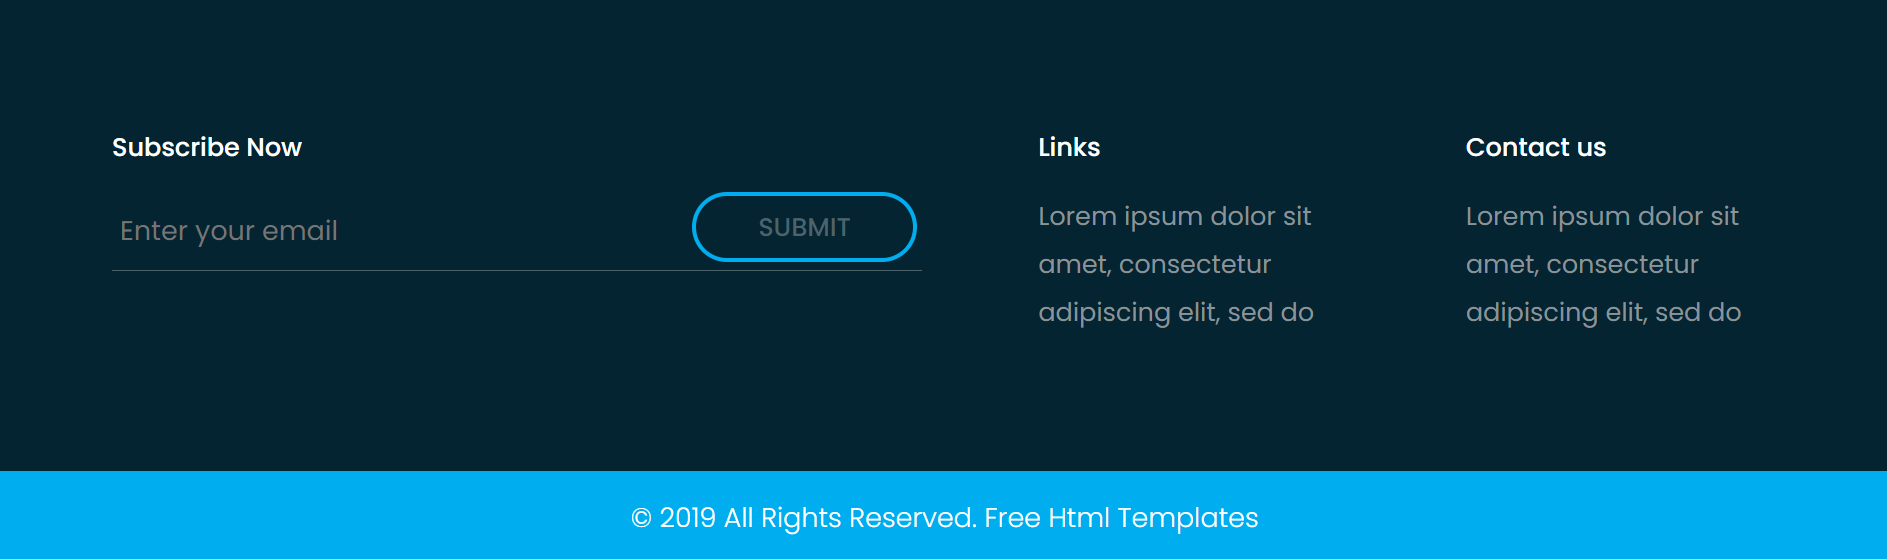 Subscribe Now
Enter your email
SUBMIT
Links
Lorem ipsum dolor sit
amet, consectetur
adipiscing elit, sed do
Contact us
Lorem ipsum dolor sit
amet, consectetur
adipiscing elit, sed do
© 2019 All Rights Reserved. Free Html Templates